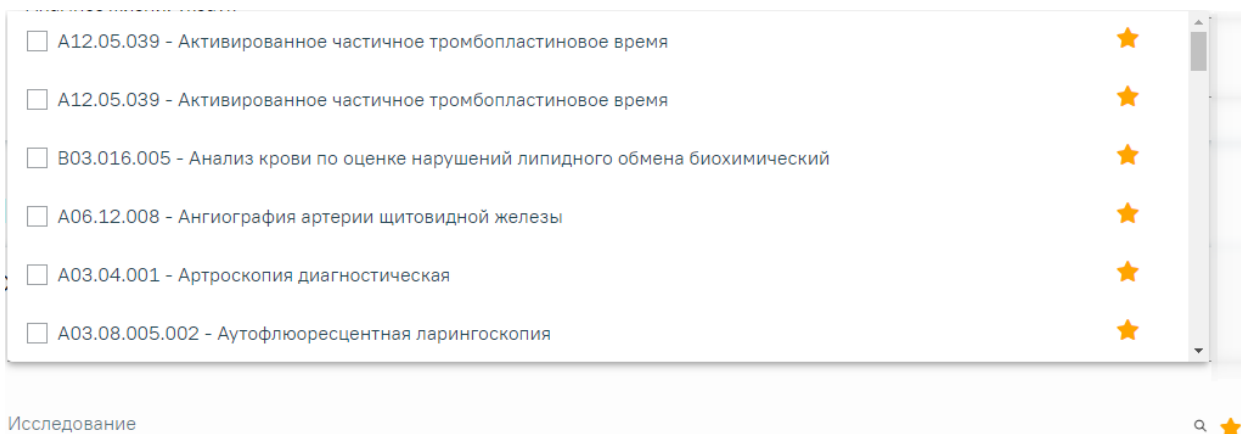 A12.05.039 - Активированное частичное тромбопластиновое время
A12.05.039 - Активированное частичное тромбопластиновое время
B03.016.005 - Анализ крови по оценке нарушений липидного обмена биохимический
A06.12.008 - Ангиография артерии щитовидной железы
A03.04.001 - Артроскопия диагностическая
A03.08.005.002 - Аутофлюоресцентная ларингоскопия
Исследование